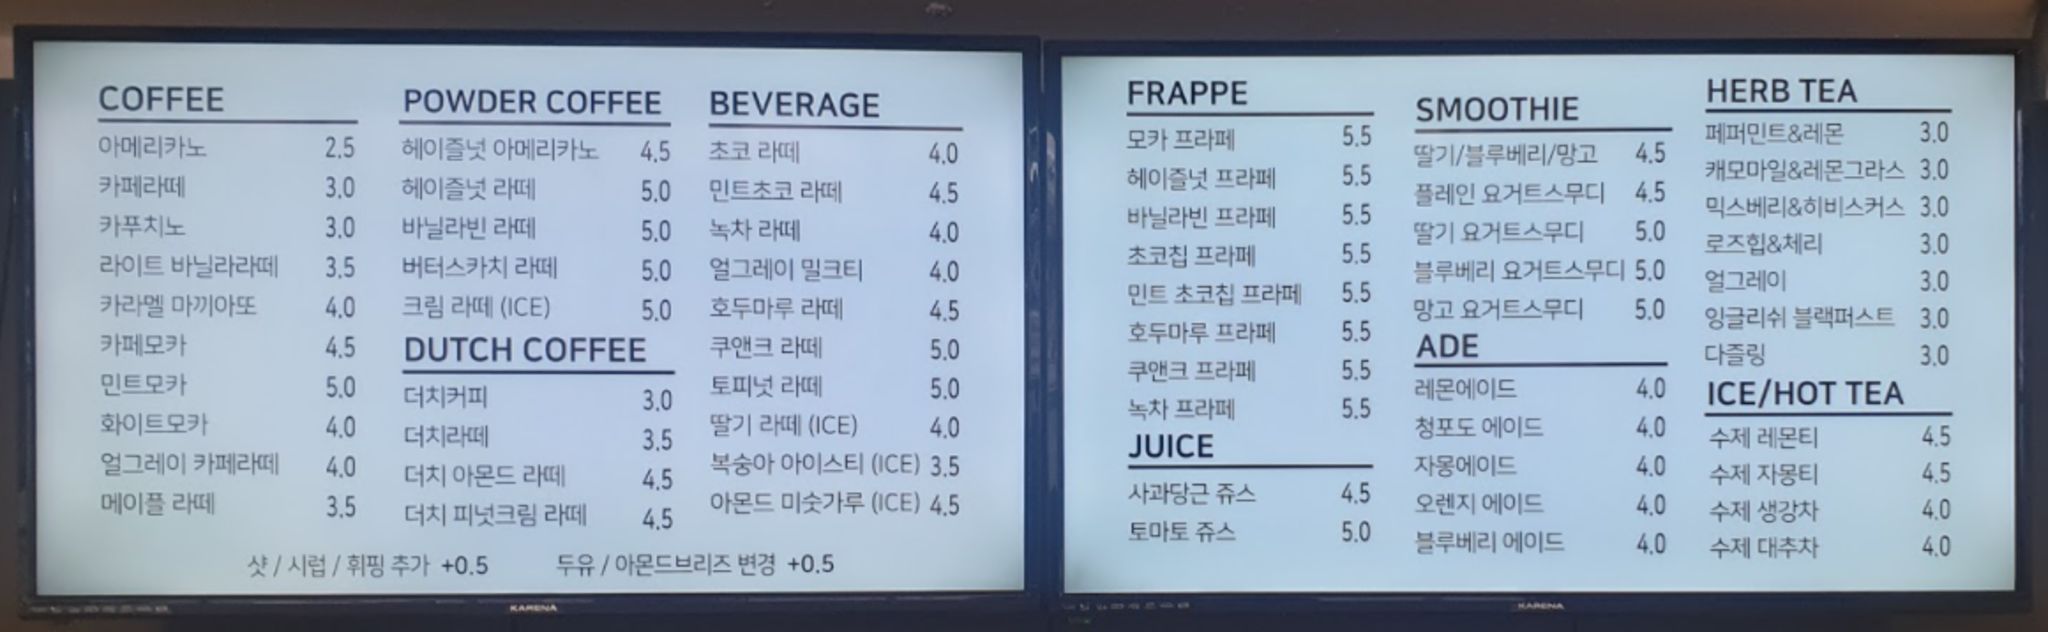 COFFEE
아메리카노 2.5
카페라떼 3.0
카푸치노 3.0
라이트 바닐라라떼 3.5
카라멜 마끼아또 4.0
카페모카 4.5
민트모카 5.0
화이트모카 4.0
얼그레이 카페라떼 4.0
메이플 라떼 3.5
POWDER COFFEE
헤이즐넛 아메리카노 4.5
헤이즐넛 라떼 5.0
바닐라빈 라떼 5.0
버터스카치 라떼 5.0
크림 라떼 (ICE) 5.0
DUTCH COFFEE
더치커피 3.0
더치라떼 3.5
더치 아몬드 라떼 4.5
더치 피넛크림 라떼 4.5
BEVERAGE
초코 라떼 4.0
민트초코 라떼 4.5
녹차 라떼 4.0
얼그레이 밀크티 4.0
호두마루 라떼 4.5
쿠앤크 라떼 5.0
토피넛 라떼 5.0
딸기 라떼 (ICE) 4.0
복숭아 아이스티 (ICE) 3.5
아몬드 미숫가루 (ICE) 4.5
샷 / 시럽 / 휘핑 추가 +0.5 두유 / 아몬드브리즈 변경 +0.5
KARENA
FRAPPE
모카 프라페 5.5
헤이즐넛 프라페 5.5
바닐라빈 프라페 5.5
초코칩 프라페 5.5
민트 초코칩 프라페 5.5
호두마루 프라페 5.5
쿠앤크 프라페 5.5
녹차 프라페 5.5
JUICE
사과당근 쥬스 4.5
토마토 쥬스 5.0
SMOOTHIE
딸기/블루베리/망고 4.5
플레인 요거트스무디 4.5
딸기 요거트스무디 5.0
블루베리 요거트스무디 5.0
망고 요거트스무디 5.0
ADE
레몬에이드 4.0
청포도 에이드 4.0
자몽에이드 4.0
오렌지 에이드 4.0
블루베리 에이드 4.0
HERB TEA
페퍼민트&레몬 3.0
캐모마일&레몬그라스 3.0
믹스베리&히비스커스 3.0
로즈힙&체리 3.0
얼그레이 3.0
잉글리쉬 블랙퍼스트 3.0
다즐링 3.0
ICE/HOT TEA
수제 레몬티 4.5
수제 자몽티 4.5
수제 생강차 4.0
수제 대추차 4.0
KARENA